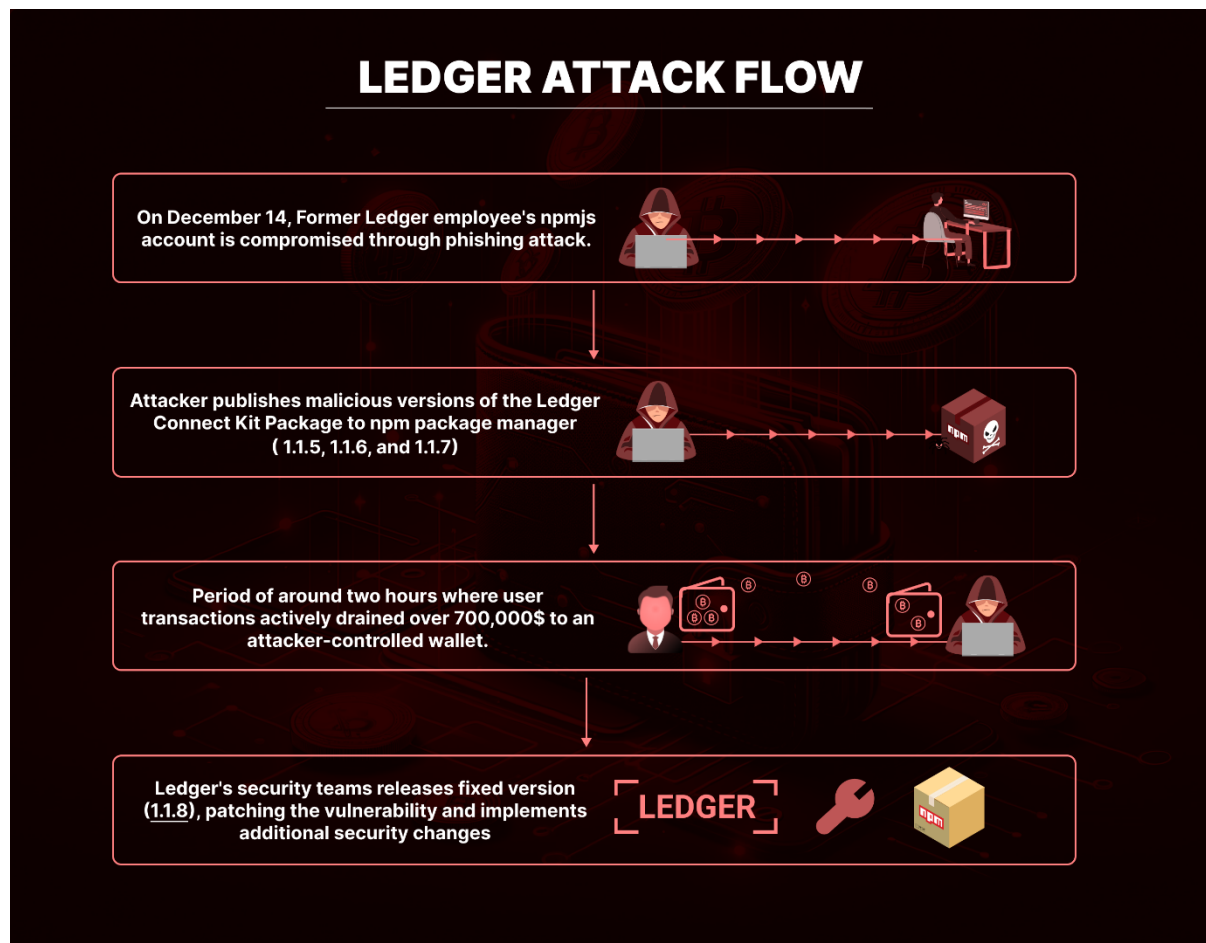 LEDGER ATTACK FLOW
On December 14, Former Ledger employee's npmjs
account is compromised through phishing attack.
Attacker publishes malicious versions of the Ledger
Connect Kit Package to npm package manager
( 1.1.5, 1.1.6, and 1.1.7)
npm
Period of around two hours where user
transactions actively drained over 700,000$ to an
attacker-controlled wallet.
Ledger's security teams releases fixed version
(1.1.8), patching the vulnerability and implements
additional security changes
LEDGER
npm